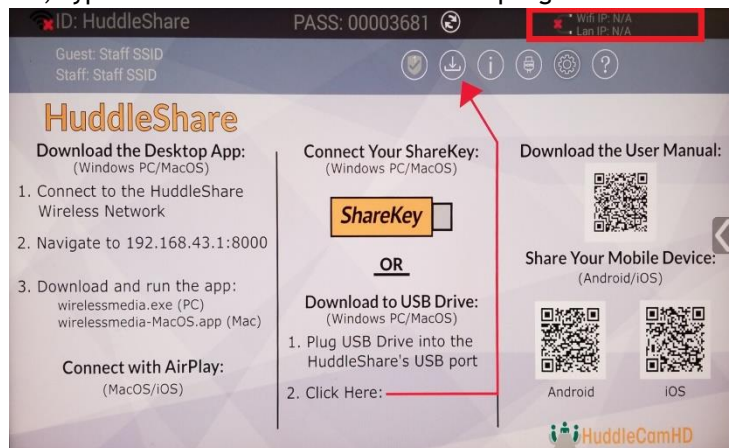 ID: HuddleShare
PASS: 00003681
Wifi IP: N/A
Lan IP: N/A
Guest: Staff SSID
Staff: Staff SSID
i
?
HuddleShare
Download the Desktop App:
(Windows PC/MacOS)
1. Connect to the HuddleShare
Wireless Network
2. Navigate to 192.168.43.1:8000
3. Download and run the app:
wirelessmedia.exe (PC)
wirelessmedia-MacOS.app (Mac)
Connect with AirPlay:
(MacOS/iOS)
Connect Your ShareKey:
(Windows PC/MacOS)
ShareKey
OR
Download to USB Drive:
(Windows PC/MacOS)
1. Plug USB Drive into the
HuddleShare's USB port
2. Click Here:
Download the User Manual:
Share Your Mobile Device:
(Android/iOS)
Android
iOS
HuddleCamHD